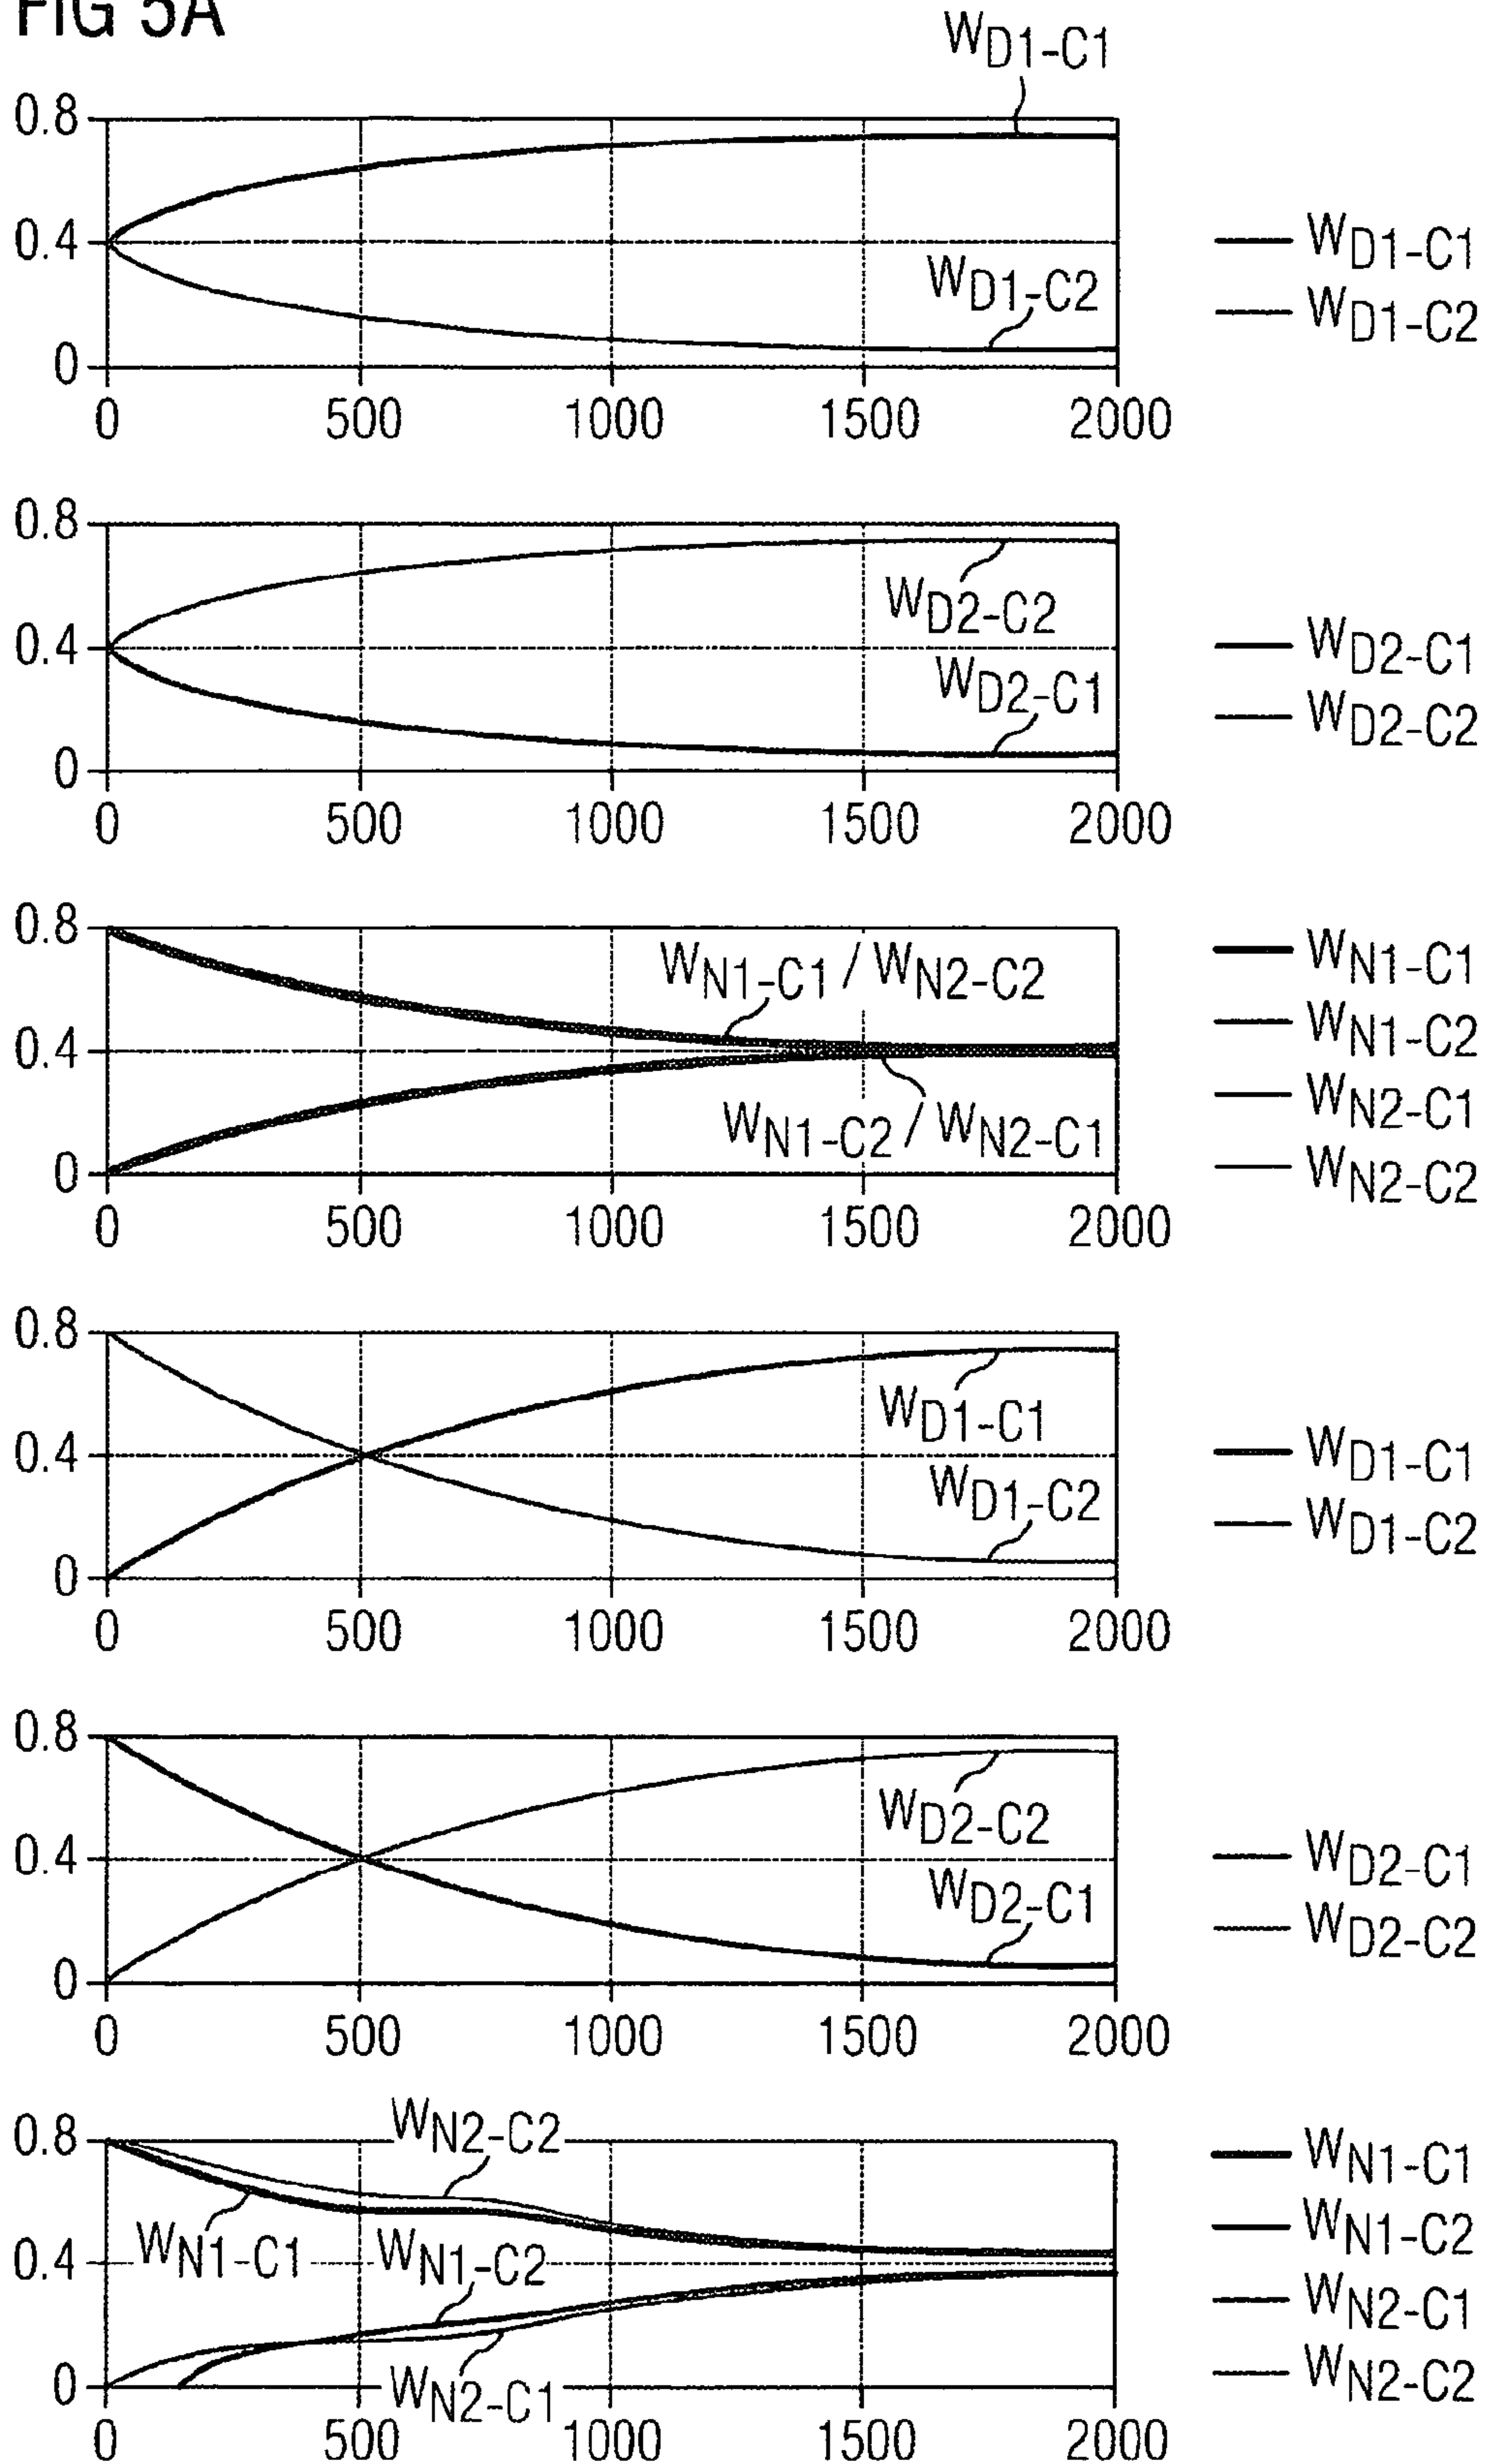 FIG 5A
W_D1-C1
0.8
0.4
0
W_D1-C2
0 500 1000 1500 2000
W_D1-C1
W_D1-C2
0.8
0.4
0
W_D2-C2
W_D2-C1
0 500 1000 1500 2000
W_D2-C1
W_D2-C2
0.8
0.4
0
W_N1-C1 / W_N2-C2
W_N1-C2 / W_N2-C1
0 500 1000 1500 2000
W_N1-C1
W_N1-C2
W_N2-C1
W_N2-C2
0.8
0.4
0
W_D1-C1
W_D1-C2
0 500 1000 1500 2000
W_D1-C1
W_D1-C2
0.8
0.4
0
W_D2-C2
W_D2-C1
0 500 1000 1500 2000
W_D2-C1
W_D2-C2
0.8
0.4
0
W_N2-C2
W_N1-C1
W_N1-C2
W_N2-C1
0 500 1000 1500 2000
W_N1-C1
W_N1-C2
W_N2-C1
W_N2-C2